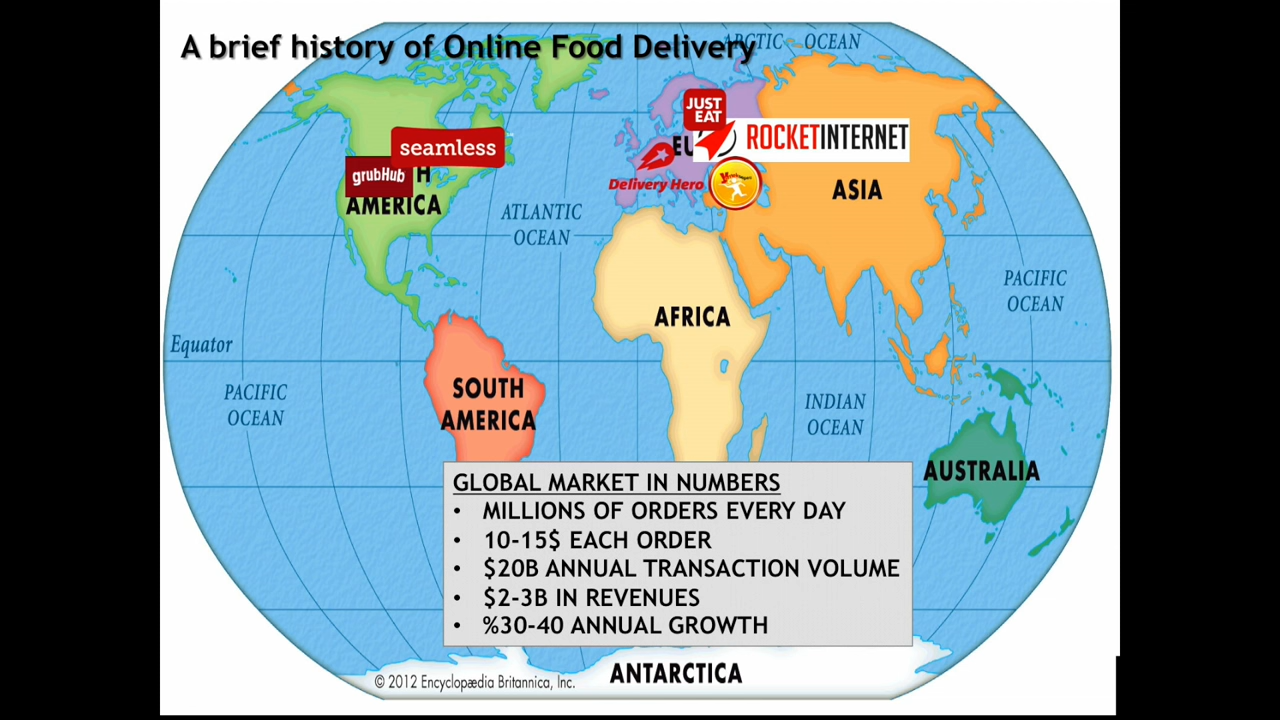 A brief history of Online Food Delivery
ARCTIC OCEAN
JUST
EAT
ROCKETINTERNET
seamless
grubHub
H
AMERICA
EU
Delivery Hero
ASIA
ATLANTIC
OCEAN
PACIFIC
OCEAN
AFRICA
Equator
PACIFIC
OCEAN
SOUTH
AMERICA
INDIAN
OCEAN
AUSTRALIA
GLOBAL MARKET IN NUMBERS
• MILLIONS OF ORDERS EVERY DAY
• 10-15$ EACH ORDER
• $20B ANNUAL TRANSACTION VOLUME
• $2-3B IN REVENUES
• %30-40 ANNUAL GROWTH
ANTARCTICA
© 2012 Encyclopædia Britannica, Inc.